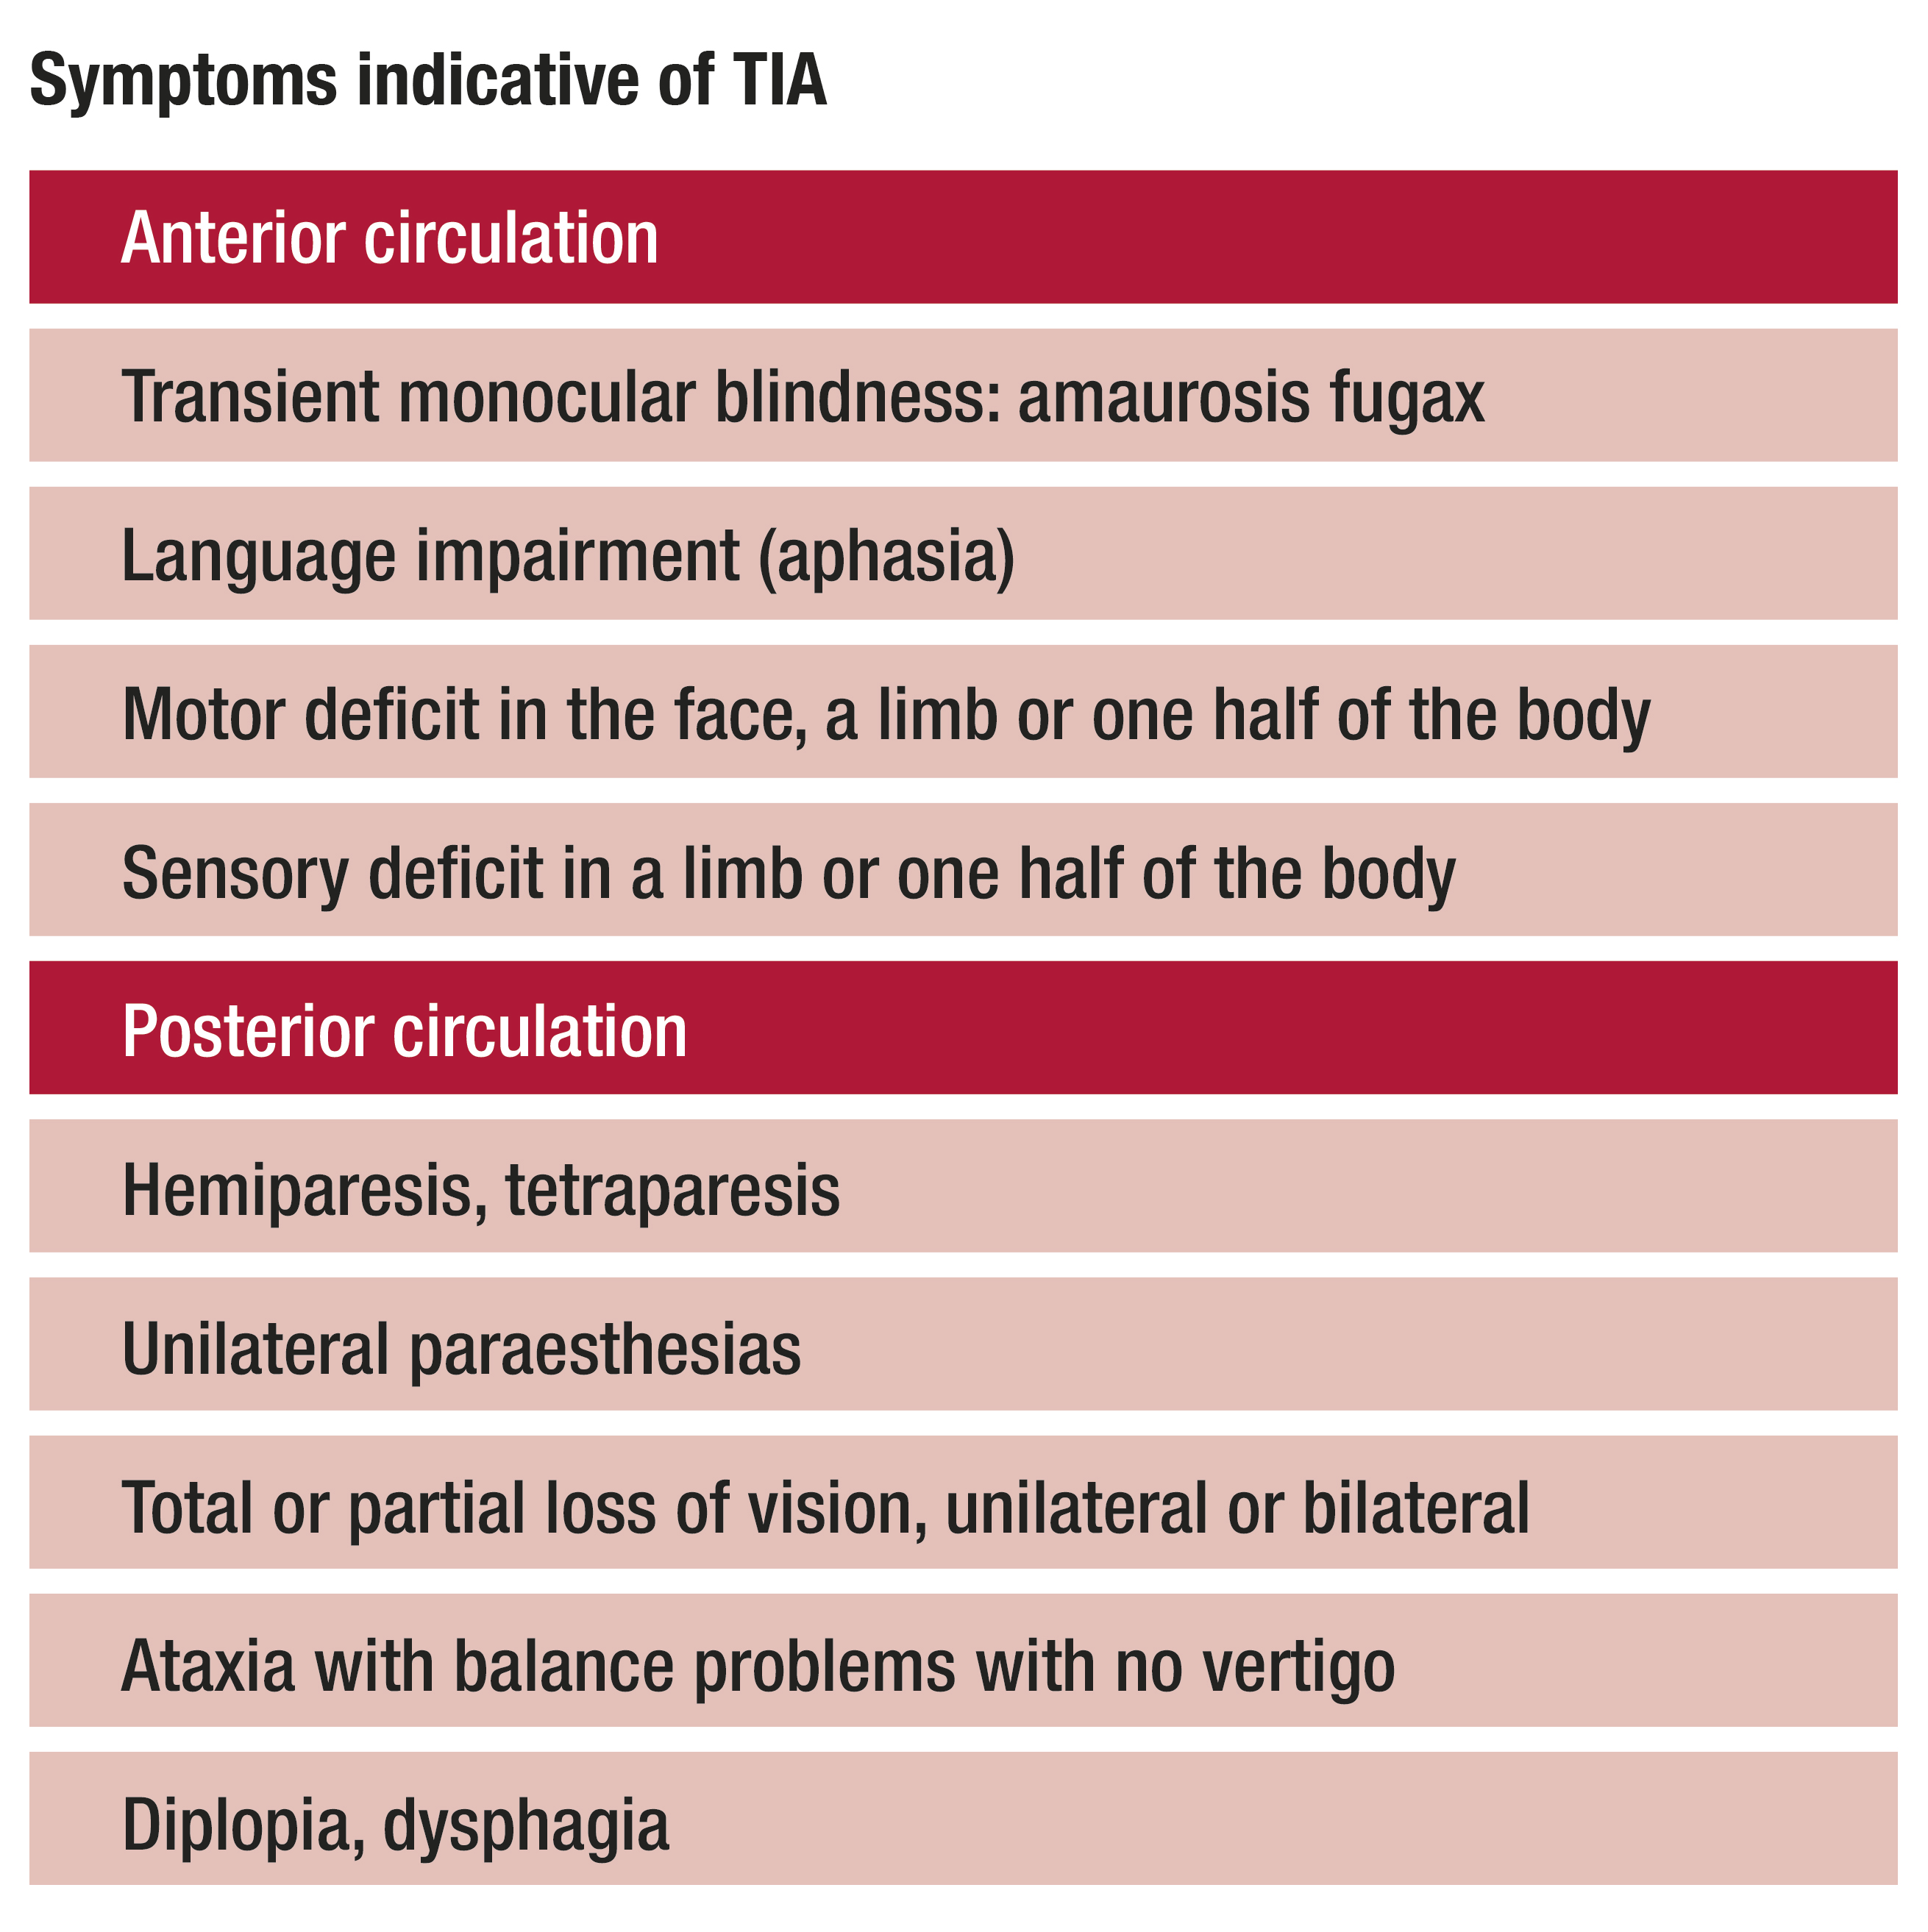 Symptoms indicative of TIA
Anterior circulation
Transient monocular blindness: amaurosis fugax
Language impairment (aphasia)
Motor deficit in the face, a limb or one half of the body
Sensory deficit in a limb or one half of the body
Posterior circulation
Hemiparesis, tetraparesis
Unilateral paraesthesias
Total or partial loss of vision, unilateral or bilateral
Ataxia with balance problems with no vertigo
Diplopia, dysphagia